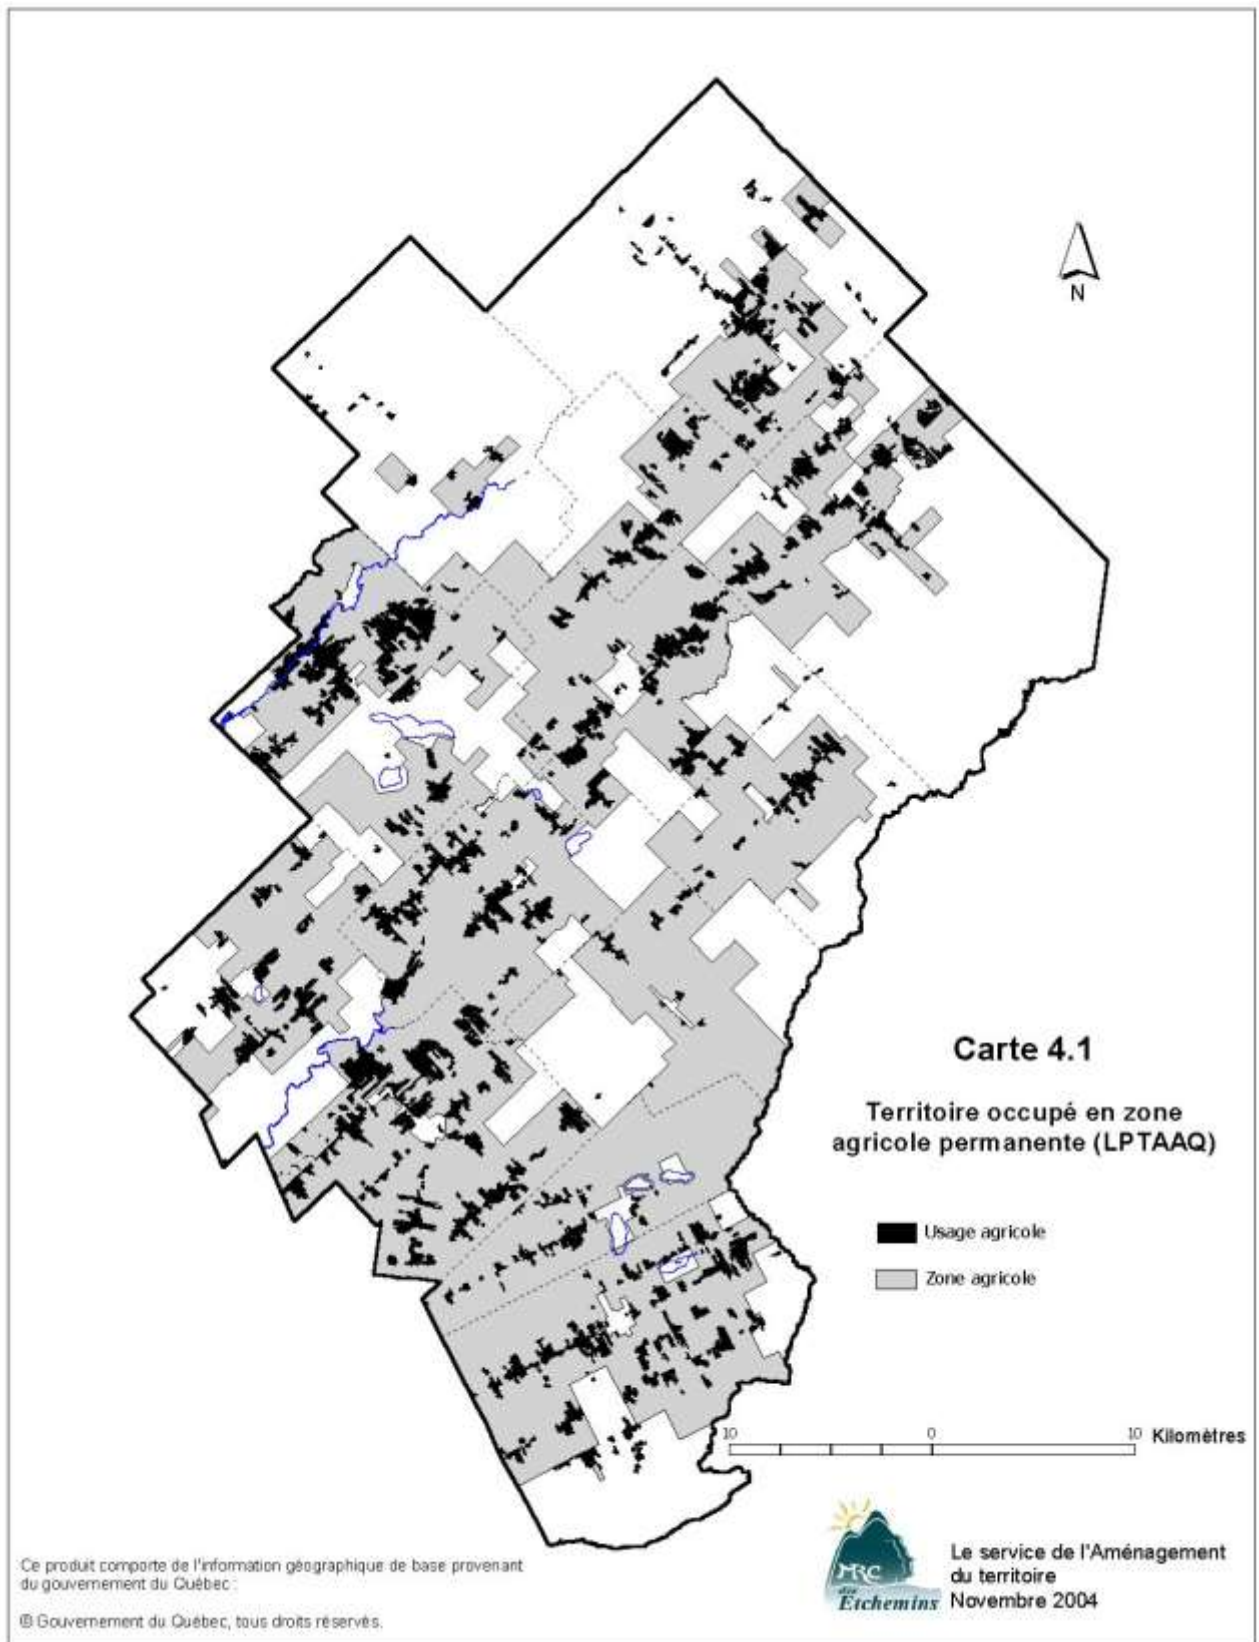 N
Carte 4.1
Territoire occupé en zone
agricole permanente (LPTAAQ)
Usage agricole
Zone agricole
10 0 10 Kilomètres
MRC
des
Etchemins
Le service de l'Aménagement
du territoire
Novembre 2004
Ce produit comporte de l'information géographique de base provenant
du gouvernement du Québec :
© Gouvernement du Québec, tous droits réservés.